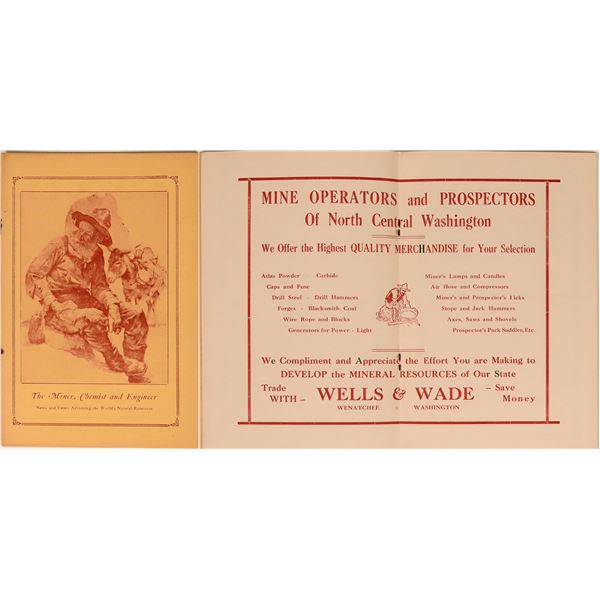 The Miner, Chemist and Engineer
News and Views Advancing the World's Natural Resources
MINE OPERATORS and PROSPECTORS
Of North Central Washington
We Offer the Highest QUALITY MERCHANDISE for Your Selection
Atlas Powder - Carbide
Caps and Fuse
Drill Steel - Drill Hammers
Forges - Blacksmith Coal
Wire Rope and Blocks
Generators for Power - Light
Miner's Lamps and Candles
Air Hose and Compressors
Miner's and Prospector's Picks
Stope and Jack Hammers
Axes, Saws and Shovels
Prospector's Pack Saddles, Etc.
We Compliment and Appreciate the Effort You are Making to
DEVELOP the MINERAL RESOURCES of Our State
Trade WITH - WELLS & WADE - Save Money
WENATCHEE WASHINGTON